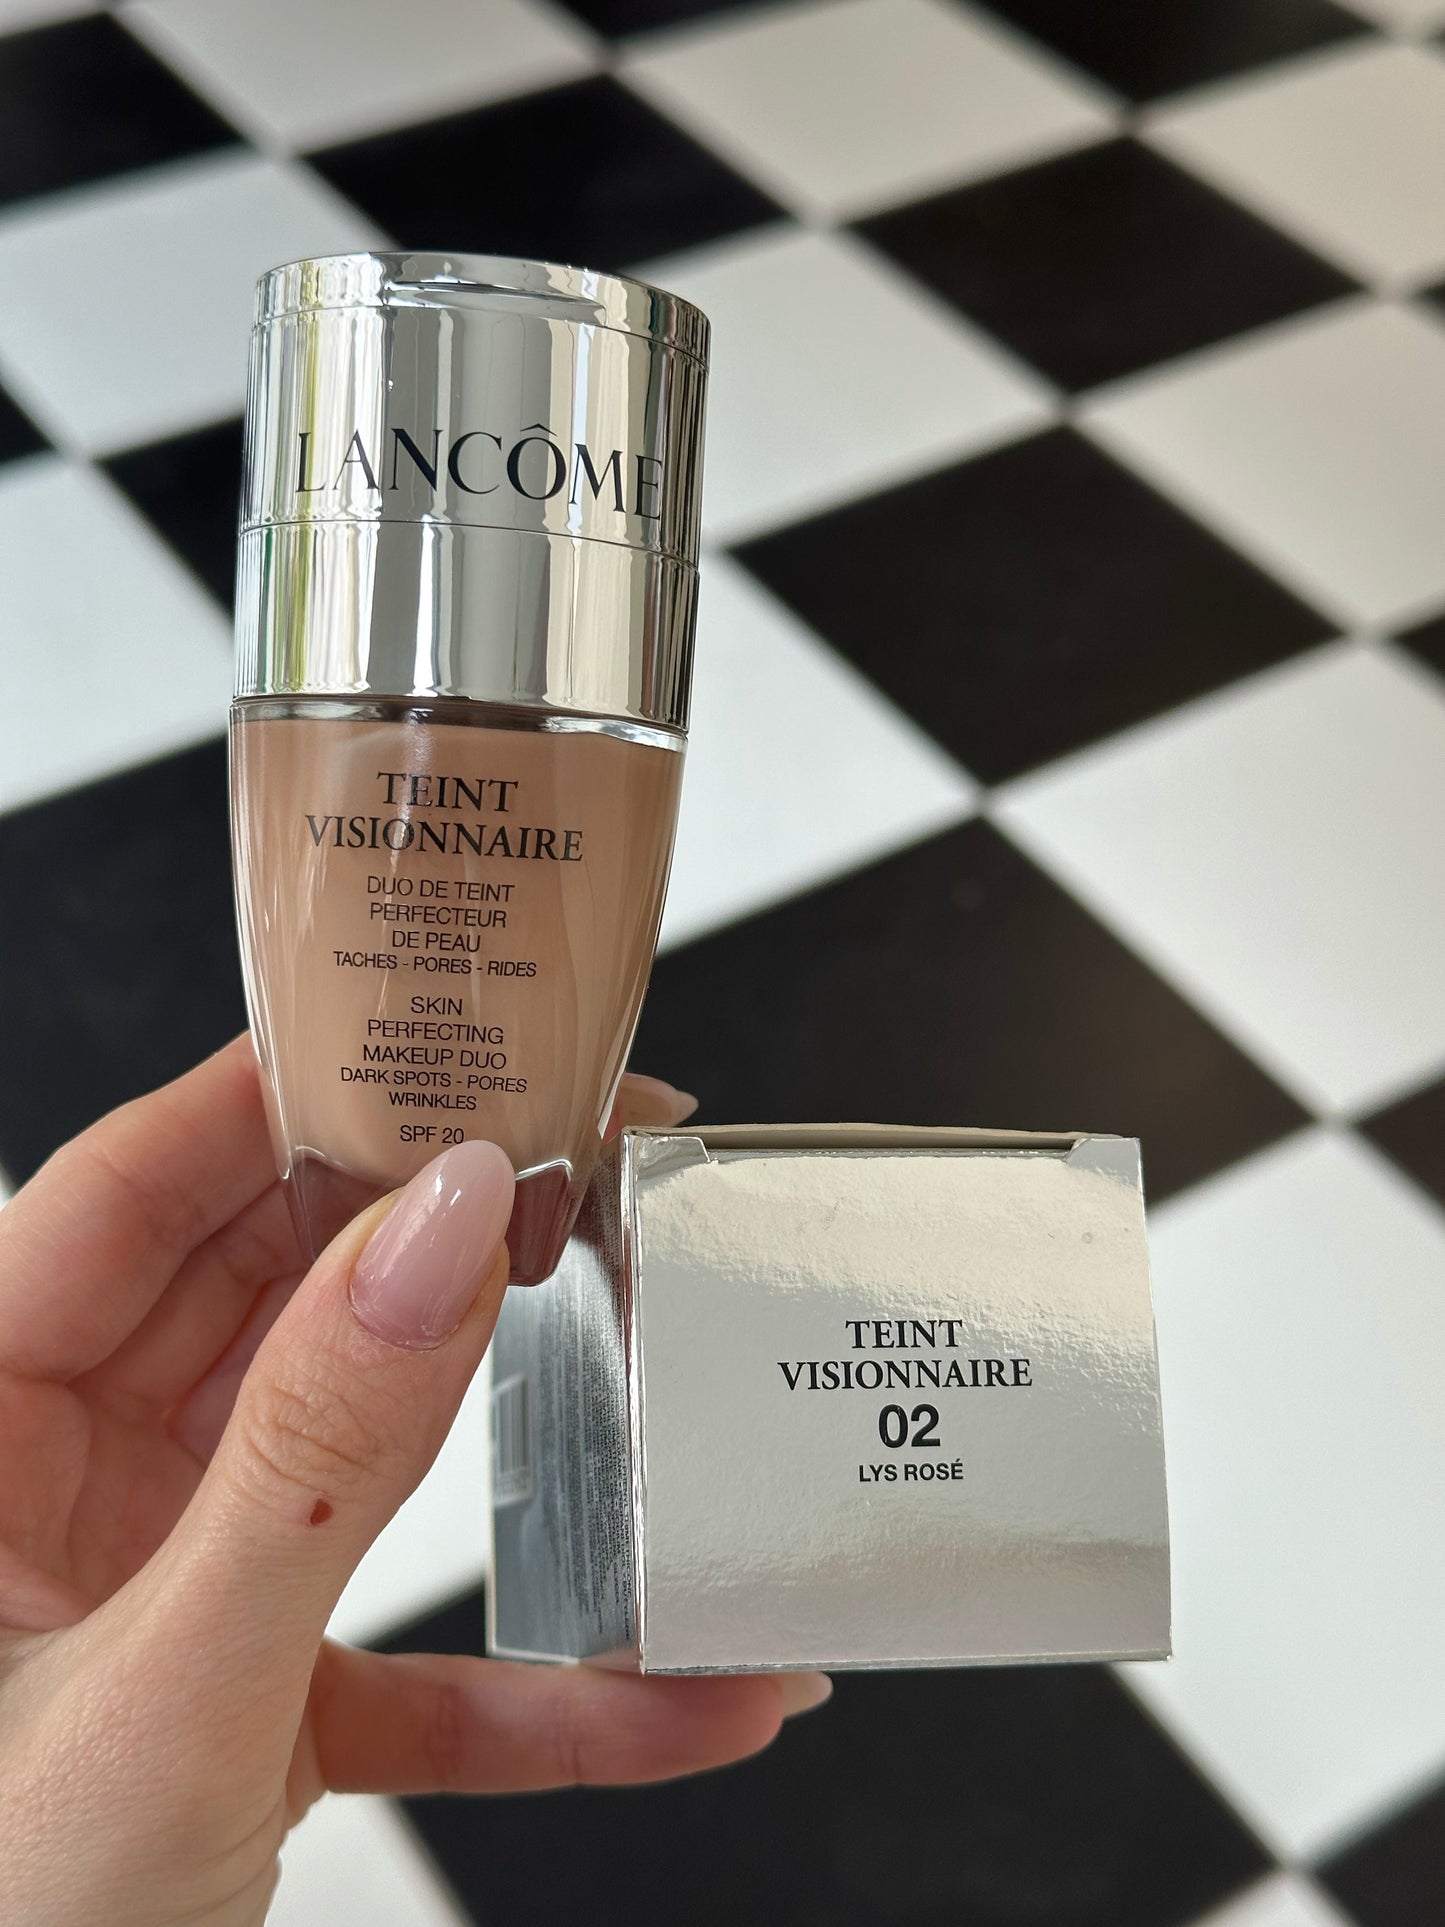 LANCÔME
TEINT
VISIONNAIRE
DUO DE TEINT
PERFECTEUR
DE PEAU
TACHES - PORES - RIDES
SKIN
PERFECTING
MAKEUP DUO
DARK SPOTS - PORES
WRINKLES
SPF 20
TEINT
VISIONNAIRE
02
LYS ROSÉ